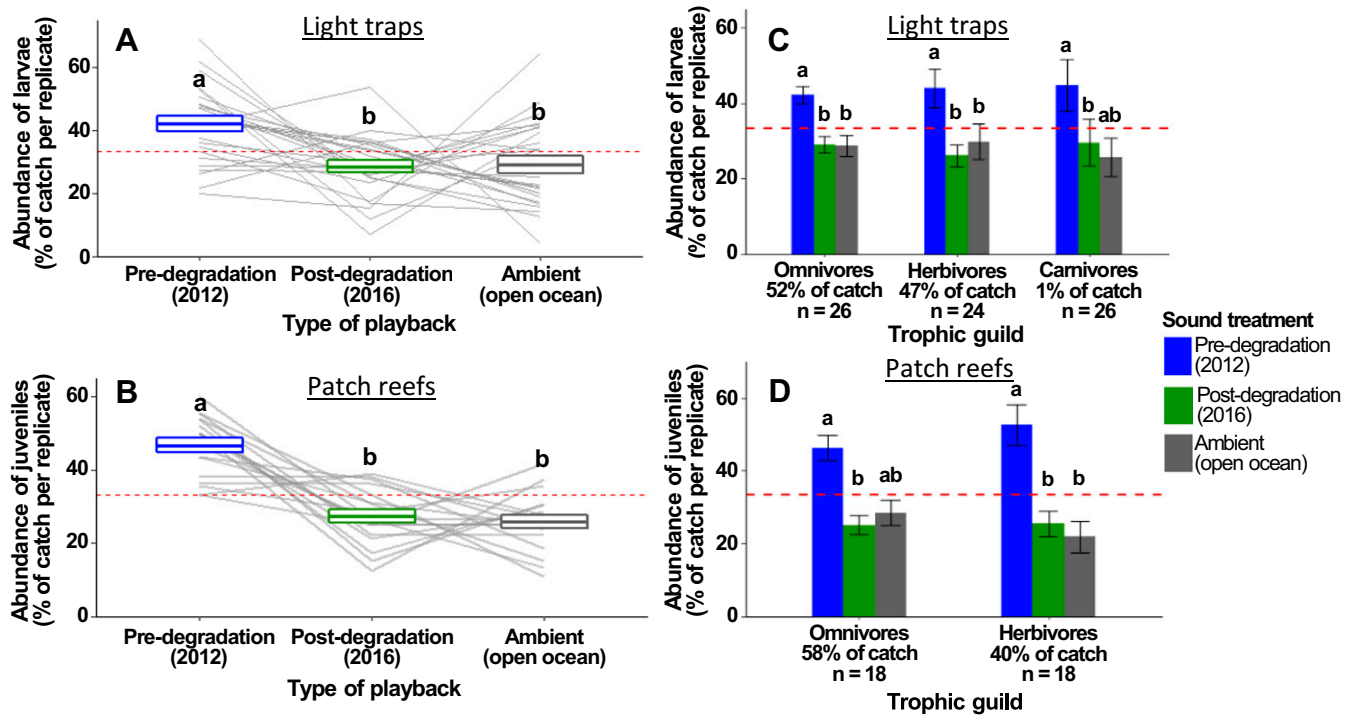 A
Light traps
Abundance of larvae
(% of catch per replicate)
60
40
20
0
a
b
b
Pre-degradation
(2012)
Post-degradation
(2016)
Ambient
(open ocean)
Type of playback
B
Patch reefs
Abundance of juveniles
(% of catch per replicate)
60
40
20
0
a
b
b
Pre-degradation
(2012)
Post-degradation
(2016)
Ambient
(open ocean)
Type of playback
C
Light traps
Abundance of larvae
(% of catch per replicate)
60
40
20
0
a
b
b
a
b
b
a
b
ab
Omnivores
52% of catch
n = 26
Herbivores
47% of catch
n = 24
Carnivores
1% of catch
n = 26
Trophic guild
D
Patch reefs
Abundance of juveniles
(% of catch per replicate)
60
40
20
0
a
b
ab
a
b
b
Omnivores
58% of catch
n = 18
Herbivores
40% of catch
n = 18
Trophic guild
Sound treatment
Pre-degradation
(2012)
Post-degradation
(2016)
Ambient
(open ocean)